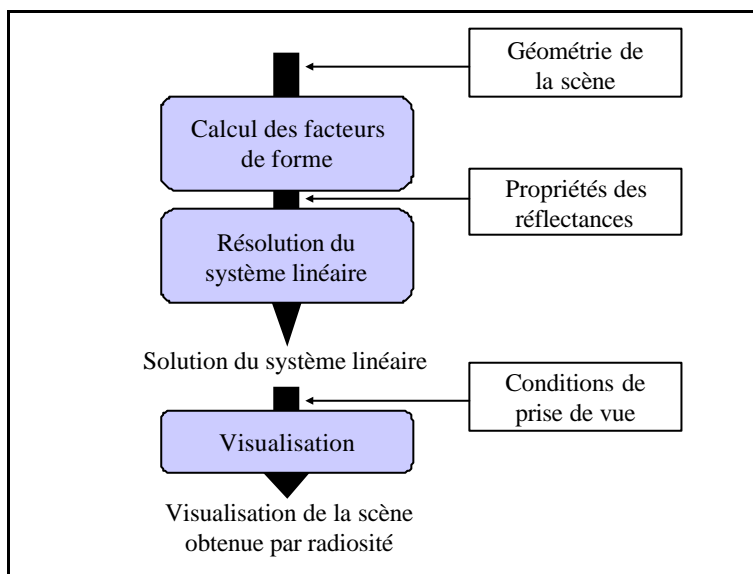 Géométrie de
la scène
Calcul des facteurs
de forme
Propriétés des
réflectances
Résolution du
système linéaire
Solution du système linéaire
Conditions de
prise de vue
Visualisation
Visualisation de la scène
obtenue par radiosité